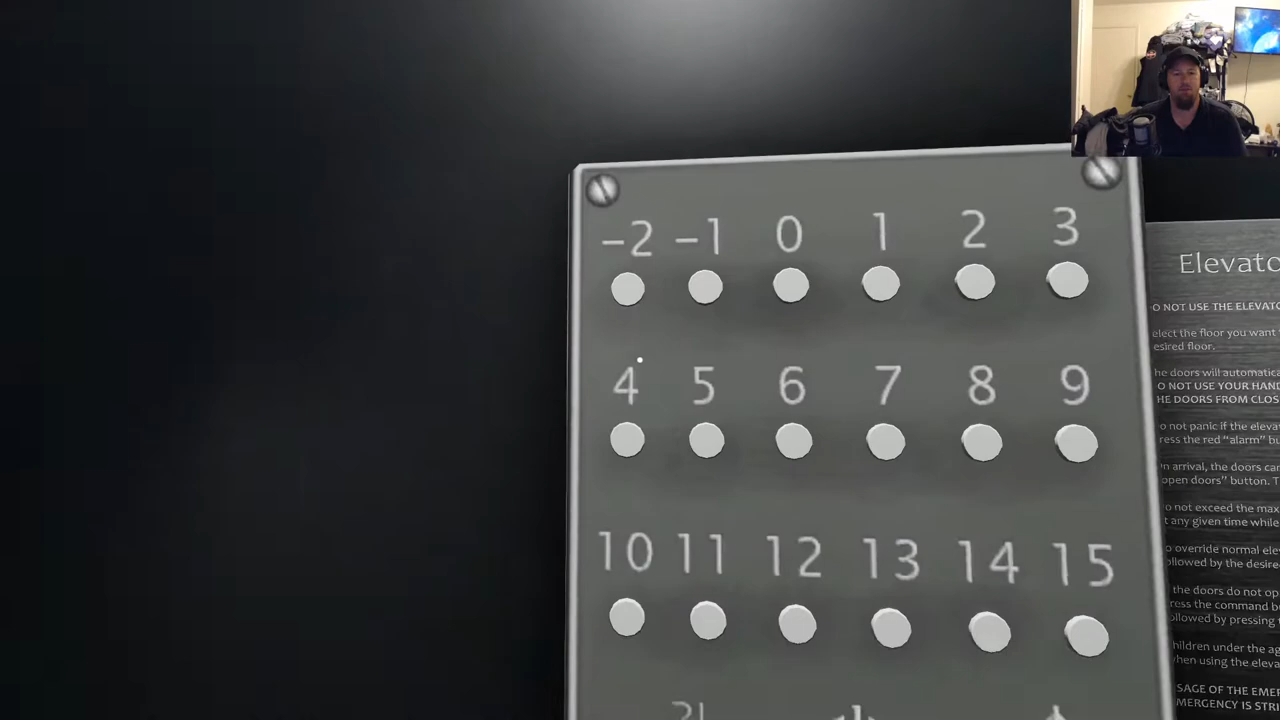 -2 -1 0 1 2 3
4 5 6 7 8 9
10 11 12 13 14 15
Elevato
O NOT USE THE ELEVATO
elect the floor you want
esired floor.
he doors will automatica
O NOT USE YOUR HAND
HE DOORS FROM CLOS
o not panic if the eleva
ress the red "alarm" bu
n arrival, the doors can
open doors" button. T
o not exceed the max
t any given time while
o override normal ele
ollowed by the desire
the doors do not op
ress the command bu
ollowed by pressing
hildren under the ag
hen using the eleva
SAGE OF THE EMER
MERGENCY IS STRI